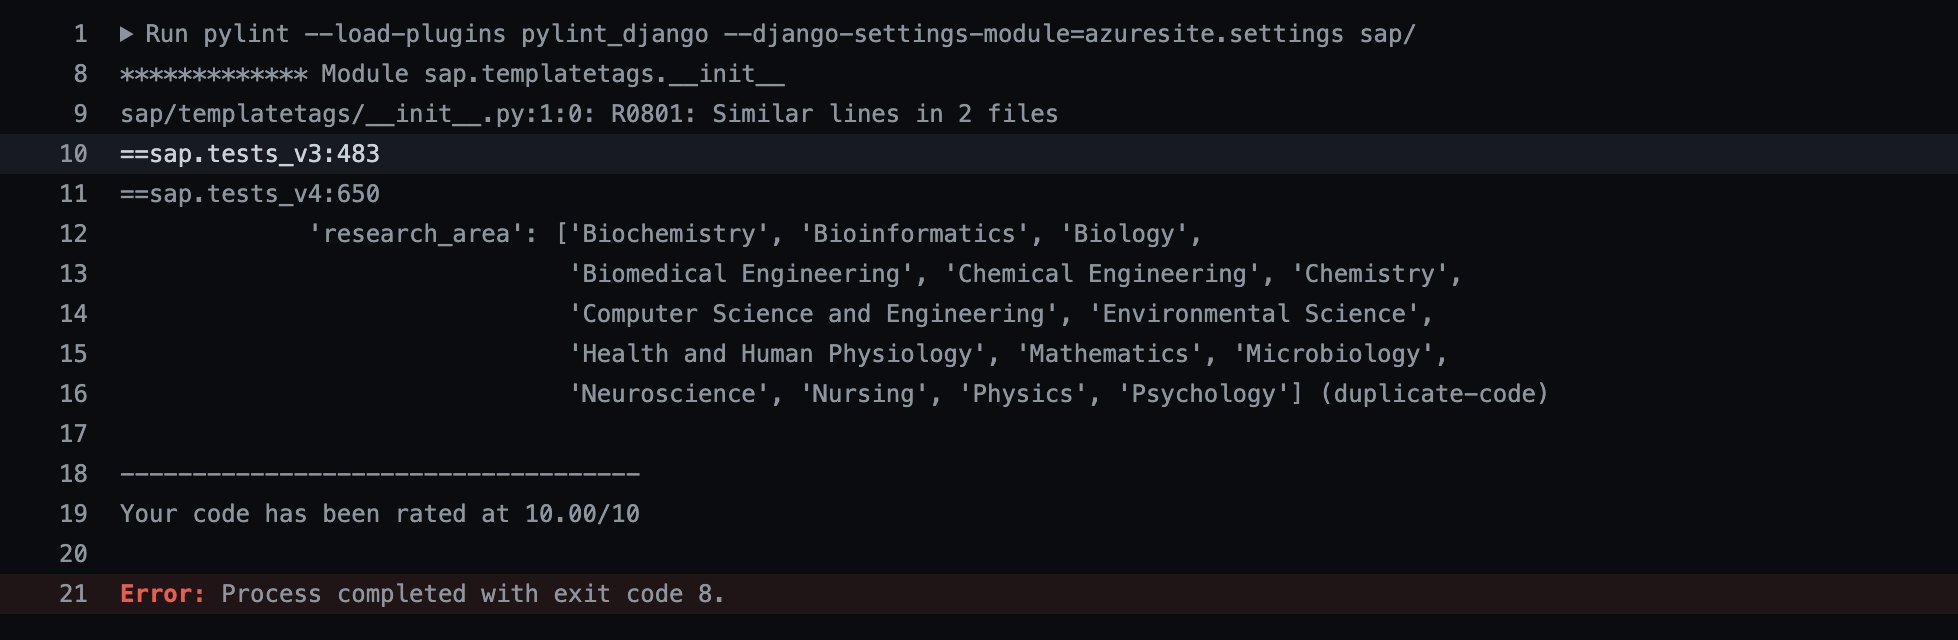 1 ▶ Run pylint --load-plugins pylint_django --django-settings-module=azuresite.settings sap/
8 ************* Module sap.templatetags.__init__
9 sap/templatetags/__init__.py:1:0: R0801: Similar lines in 2 files
10 ==sap.tests_v3:483
11 ==sap.tests_v4:650
12 'research_area': ['Biochemistry', 'Bioinformatics', 'Biology',
13 'Biomedical Engineering', 'Chemical Engineering', 'Chemistry',
14 'Computer Science and Engineering', 'Environmental Science',
15 'Health and Human Physiology', 'Mathematics', 'Microbiology',
16 'Neuroscience', 'Nursing', 'Physics', 'Psychology'] (duplicate-code)
17
18 ------------------------------------
19 Your code has been rated at 10.00/10
20
21 Error: Process completed with exit code 8.